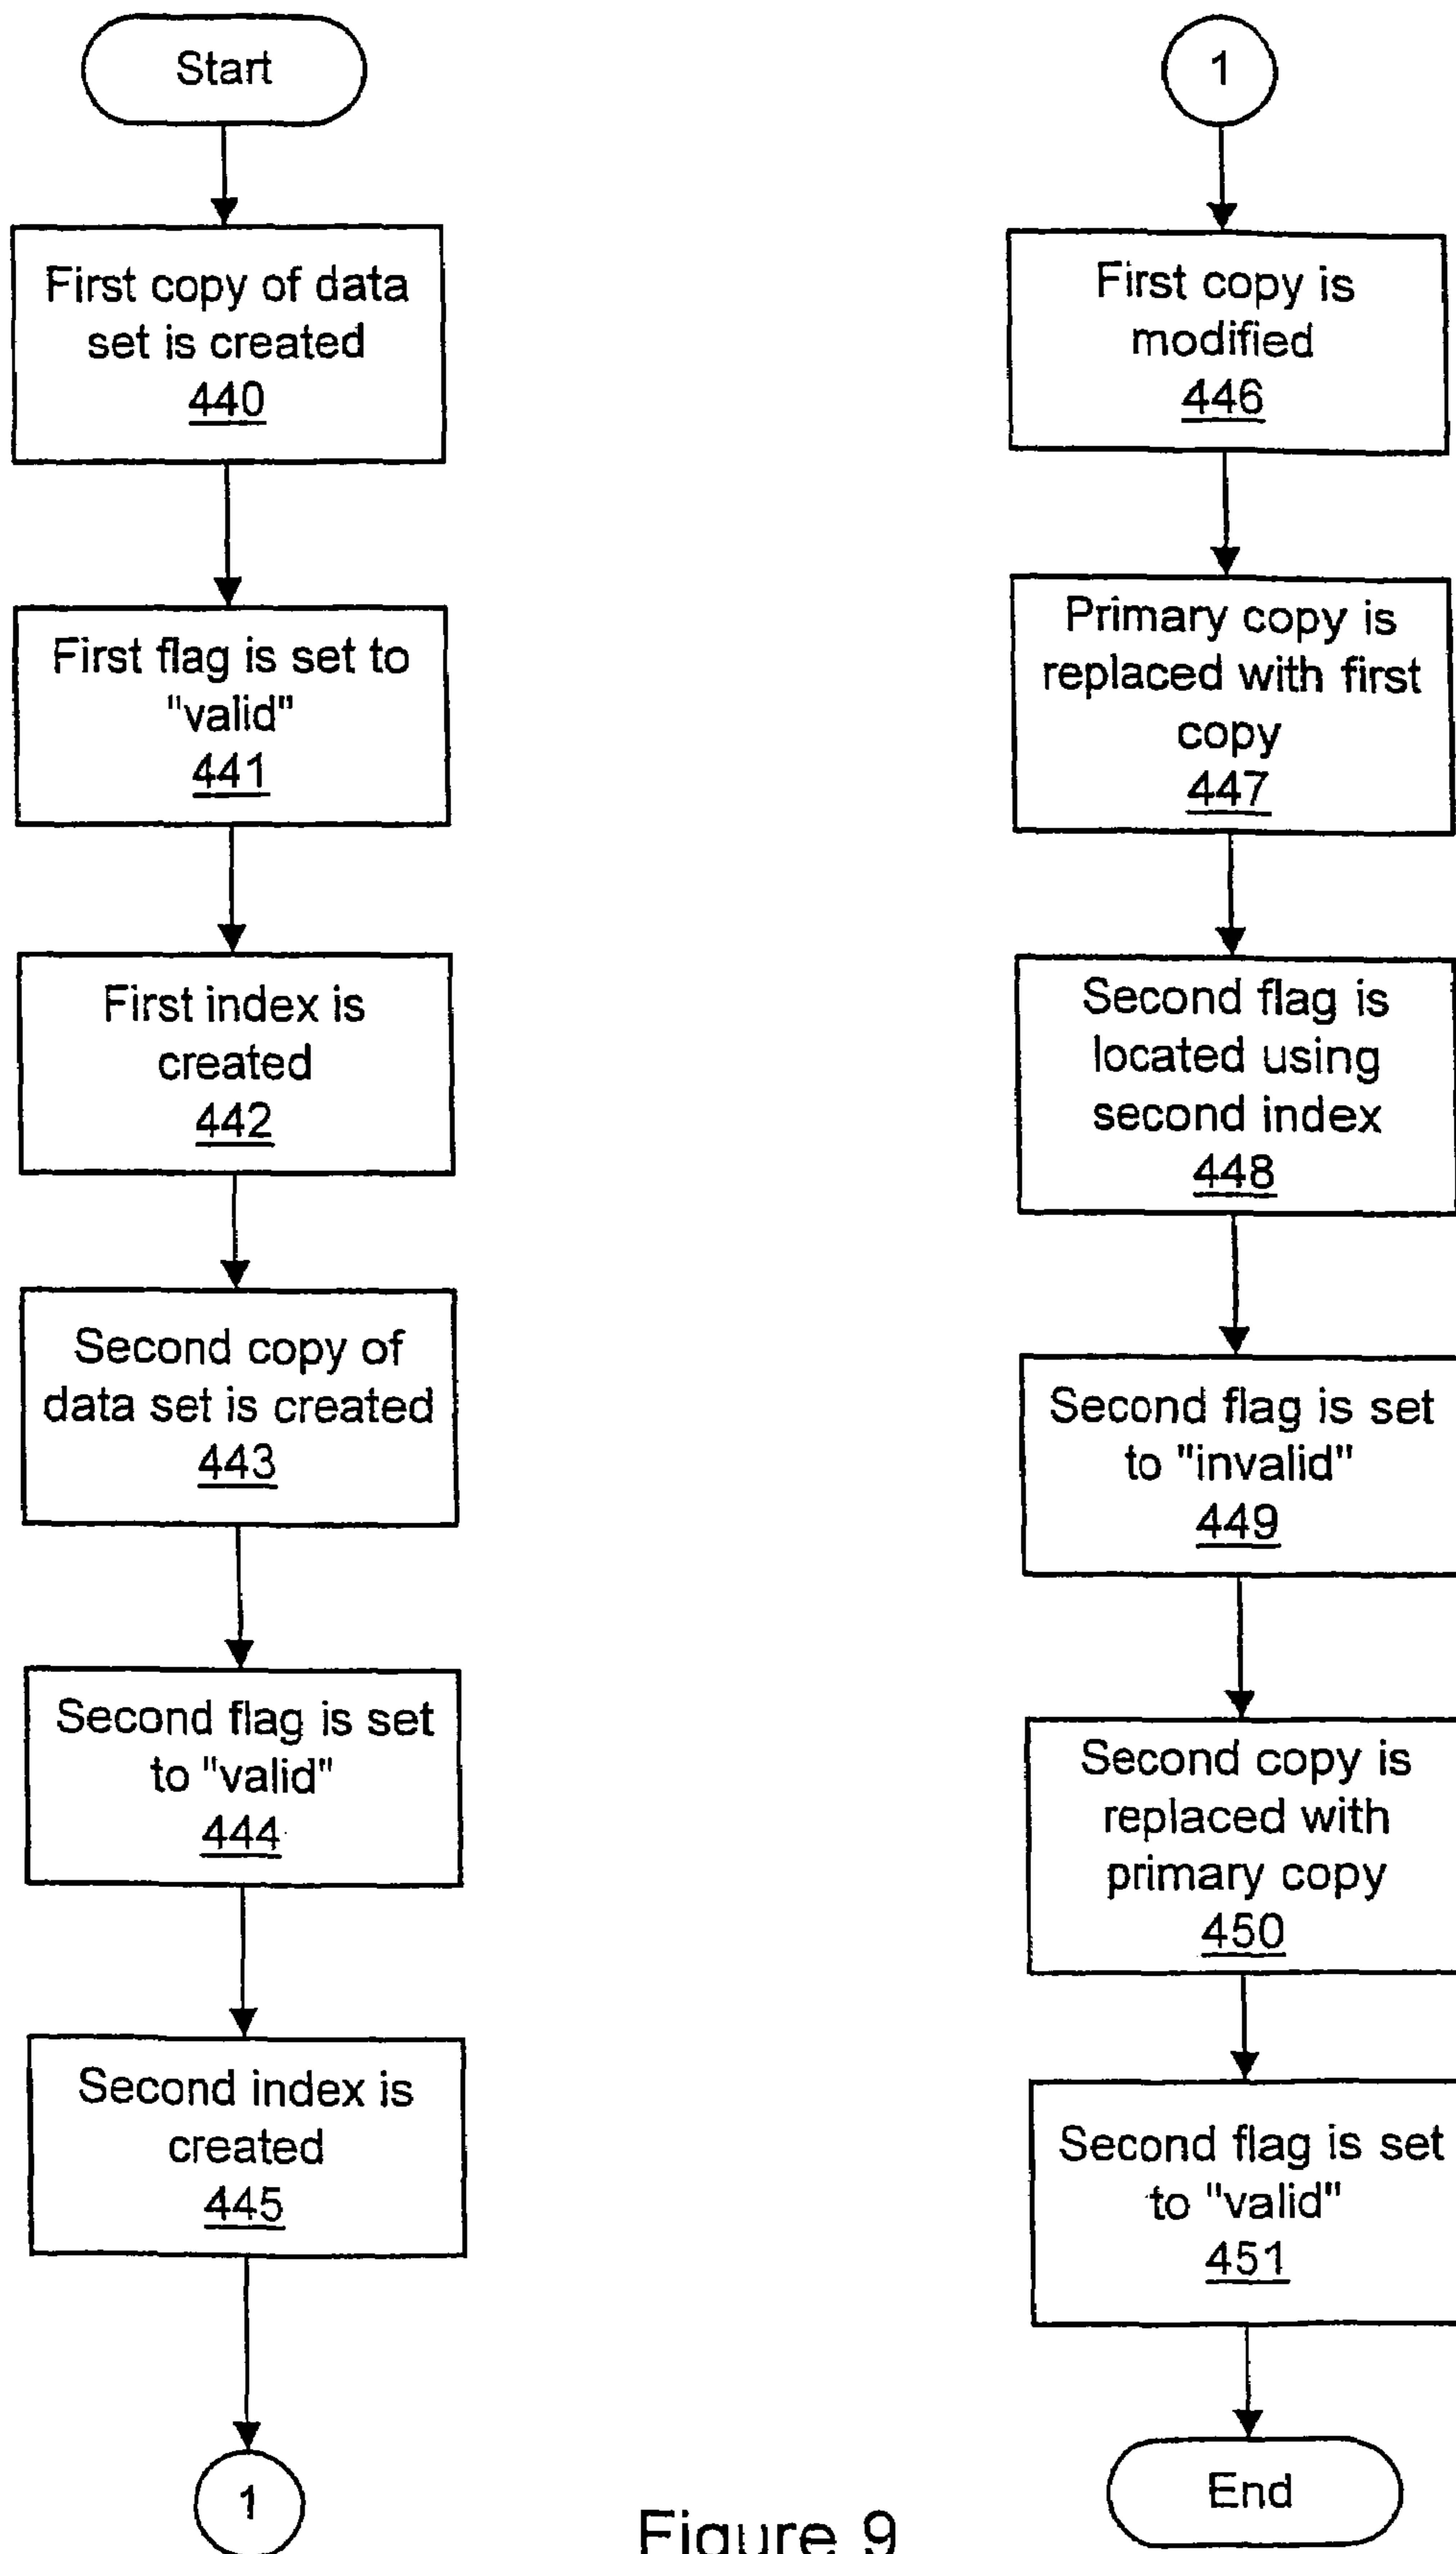 Start
First copy of data
set is created
440
First flag is set to
"valid"
441
First index is
created
442
Second copy of
data set is created
443
Second flag is set
to "valid"
444
Second index is
created
445
1
1
First copy is
modified
446
Primary copy is
replaced with first
copy
447
Second flag is
located using
second index
448
Second flag is set
to "invalid"
449
Second copy is
replaced with
primary copy
450
Second flag is set
to "valid"
451
End
Figure 9